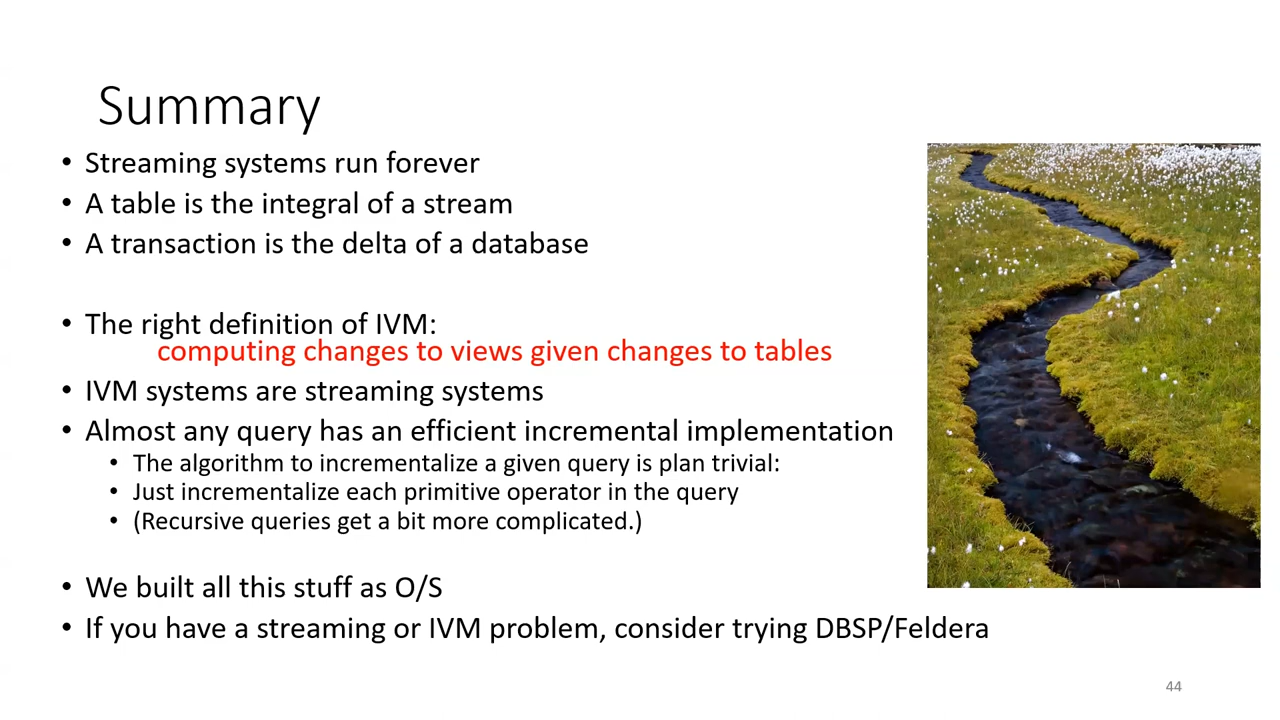 Summary
• Streaming systems run forever
• A table is the integral of a stream
• A transaction is the delta of a database
• The right definition of IVM:
computing changes to views given changes to tables
• IVM systems are streaming systems
• Almost any query has an efficient incremental implementation
• The algorithm to incrementalize a given query is plan trivial:
• Just incrementalize each primitive operator in the query
• (Recursive queries get a bit more complicated.)
• We built all this stuff as O/S
• If you have a streaming or IVM problem, consider trying DBSP/Feldera
44